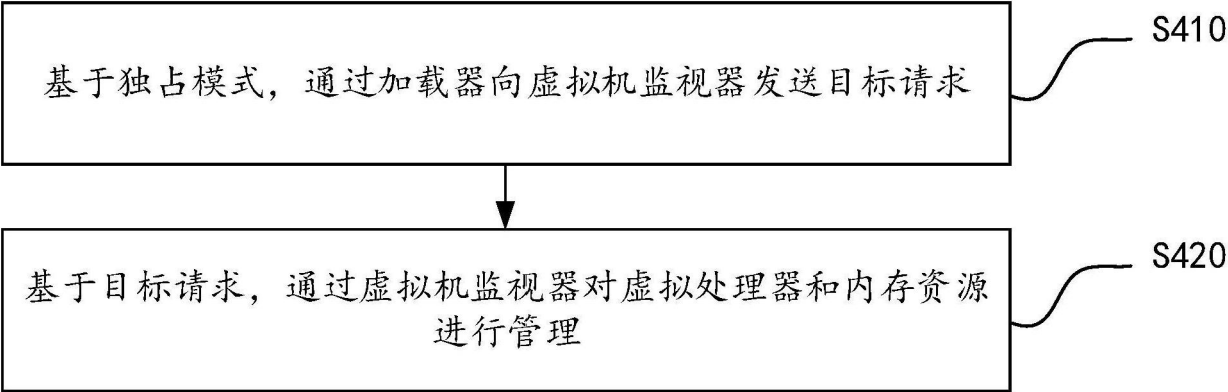 基于独占模式，通过加载器向虚拟机监视器发送目标请求
S410
基于目标请求，通过虚拟机监视器对虚拟处理器和内存资源
进行管理
S420